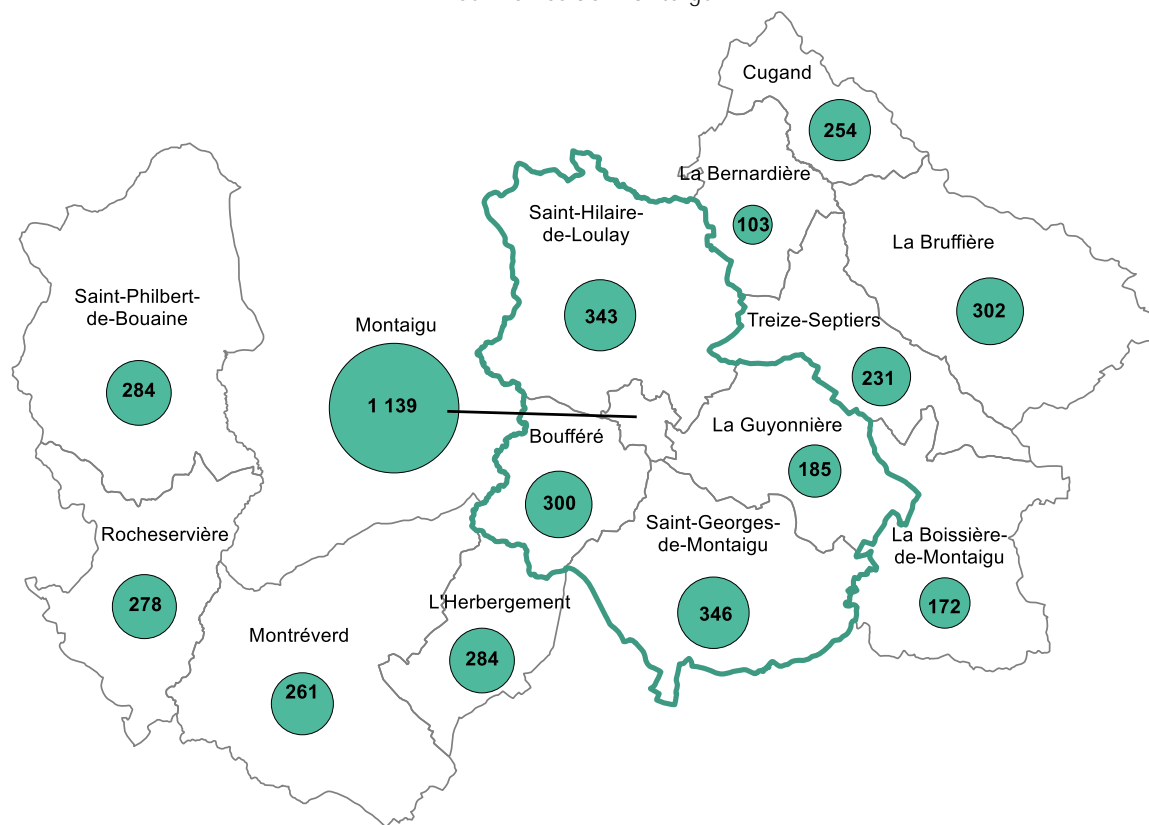 Cugand
254
La Bernardière
103
Saint-Hilaire-
de-Loulay
343
La Bruffière
302
Saint-Philbert-
de-Bouaine
284
Montaigu
1 139
Treize-Septiers
231
Boufféré
300
La Guyonnière
185
Saint-Georges-
de-Montaigu
346
La Boissière-
de-Montaigu
172
Rocheservière
278
L'Herbergement
284
Montréverd
261